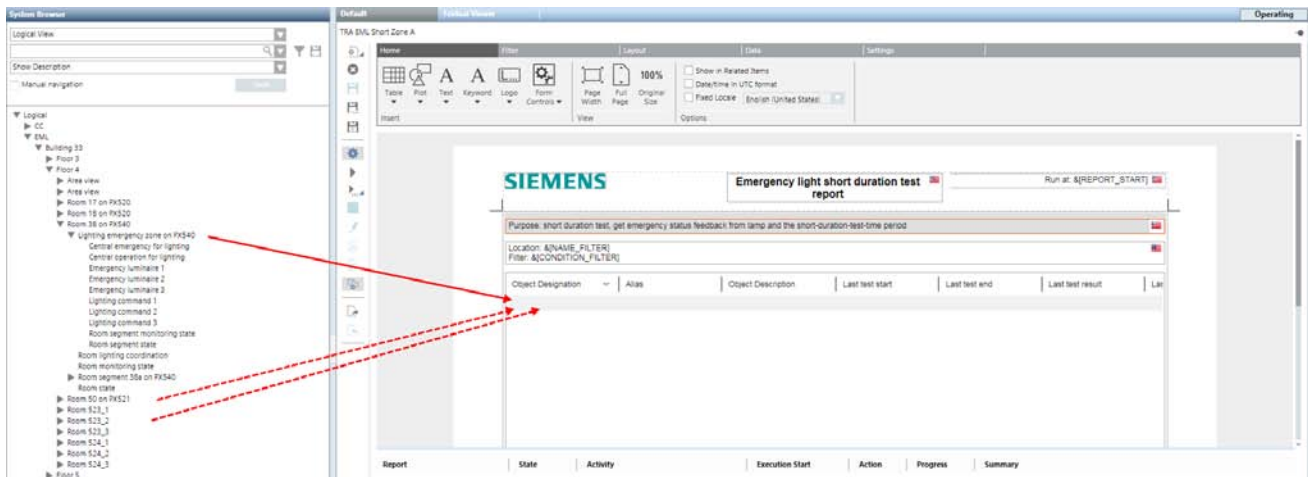 System Browser
Logical View
Show Description
Manual navigation
Logical
CC
EML
Building 33
Floor 3
Floor 4
Area view
Area view
Room 17 on PX520
Room 18 on PX520
Room 38 on PX540
Lighting emergency zone on PX540
Central emergency for lighting
Central operation for lighting
Emergency luminaire 1
Emergency luminaire 2
Emergency luminaire 3
Lighting command 1
Lighting command 2
Lighting command 3
Room segment monitoring state
Room segment state
Room lighting coordination
Room monitoring state
Room segment 38a on PX540
Room state
Room 50 on PX521
Room 523_1
Room 523_2
Room 523_3
Room 524_1
Room 524_2
Room 524_3
Floor 5
Default Textual Viewer Operating
TRA EML Short Zone A
Home Filter Layout Data Settings
Table Plot Text Keyword Logo Form Controls
Page Width Full Page 100% Original Size
Show in Related Items
Date/time in UTC format
Fixed Locale English (United States)
Insert View Options
SIEMENS
Emergency light short duration test report
Run at: &[REPORT_START]
Purpose: short duration test, get emergency status feedback from lamp and the short-duration-test-time period
Location: &[NAME_FILTER]
Filter: &[CONDITION_FILTER]
Object Designation Alias Object Description Last test start Last test end Last test result Las
Report State Activity Execution Start Action Progress Summary